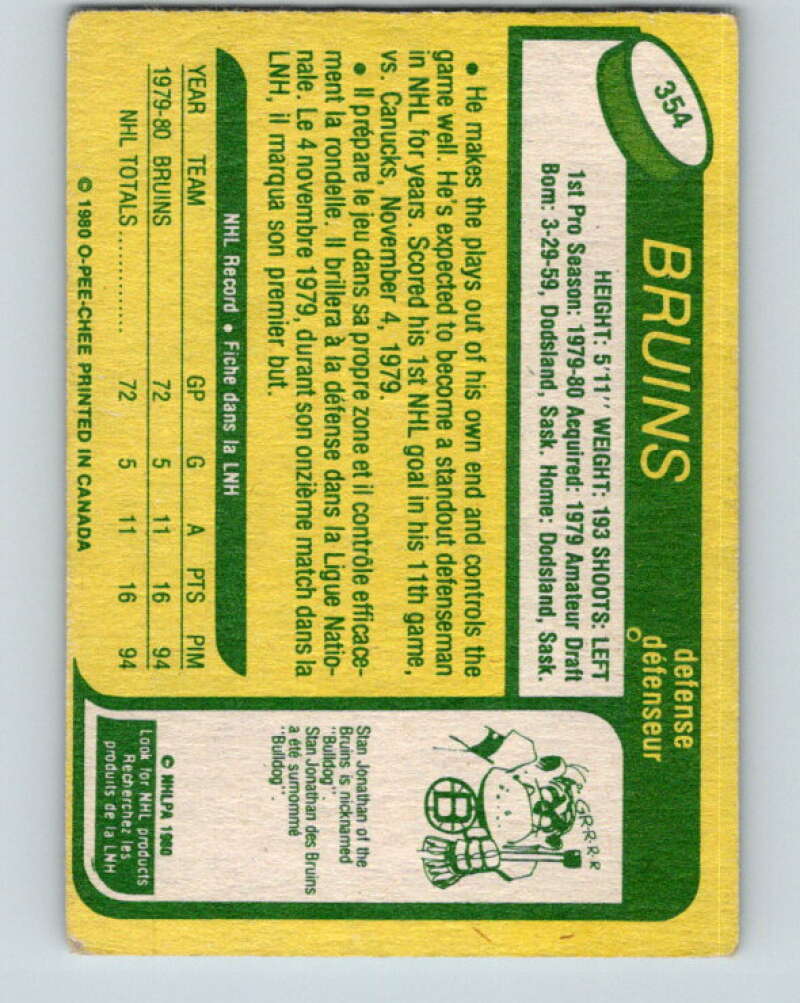 354
BRUINS
defense
défenseur
HEIGHT: 5'11'' WEIGHT: 193 SHOOTS: LEFT
1st Pro Season: 1979-80 Acquired: 1979 Amateur Draft
Born: 3-29-59, Dodsland, Sask. Home: Dodsland, Sask.
• He makes the plays out of his own end and controls the
game well. He's expected to become a standout defenseman
in NHL for years. Scored his 1st NHL goal in his 11th game,
vs. Canucks, November 4, 1979.
• Il prépare le jeu dans sa propre zone et il contrôle efficace-
ment la rondelle. Il brillera à la défense dans la Ligue Natio-
nale. Le 4 novembre 1979, durant son onzième match dans la
LNH, il marqua son premier but.
NHL Record • Fiche dans la LNH
YEAR TEAM GP G A PTS PIM
1979-80 BRUINS 72 5 11 16 94
NHL TOTALS ............ 72 5 11 16 94
© 1980 O-PEE-CHEE PRINTED IN CANADA
GR-R-R-R
B
Stan Jonathan of the
Bruins is nicknamed
"Bulldog".
Stan Jonathan des Bruins
a été surnommé
"Bulldog".
© NHLPA 1980
Look for NHL products
Recherchez les
produits de la LNH